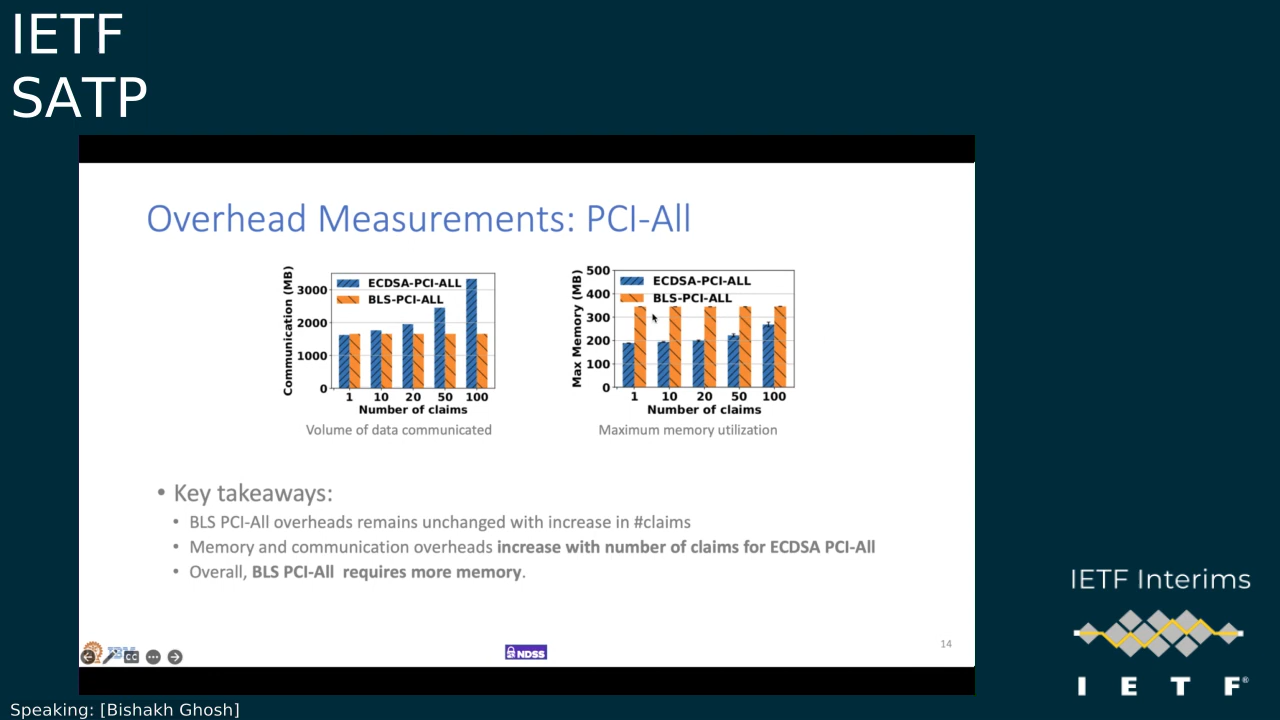 IETF
SATP
Overhead Measurements: PCI-All
Communication (MB)
3000
2000
1000
0
ECDSA-PCI-ALL
BLS-PCI-ALL
1 10 20 50 100
Number of claims
Volume of data communicated
Max Memory (MB)
500
400
300
200
100
0
ECDSA-PCI-ALL
BLS-PCI-ALL
1 10 20 50 100
Number of claims
Maximum memory utilization
• Key takeaways:
• BLS PCI-All overheads remains unchanged with increase in #claims
• Memory and communication overheads increase with number of claims for ECDSA PCI-All
• Overall, BLS PCI-All requires more memory.
CC
NDSS
14
IETF Interims
I E T F®
Speaking: [Bishakh Ghosh]